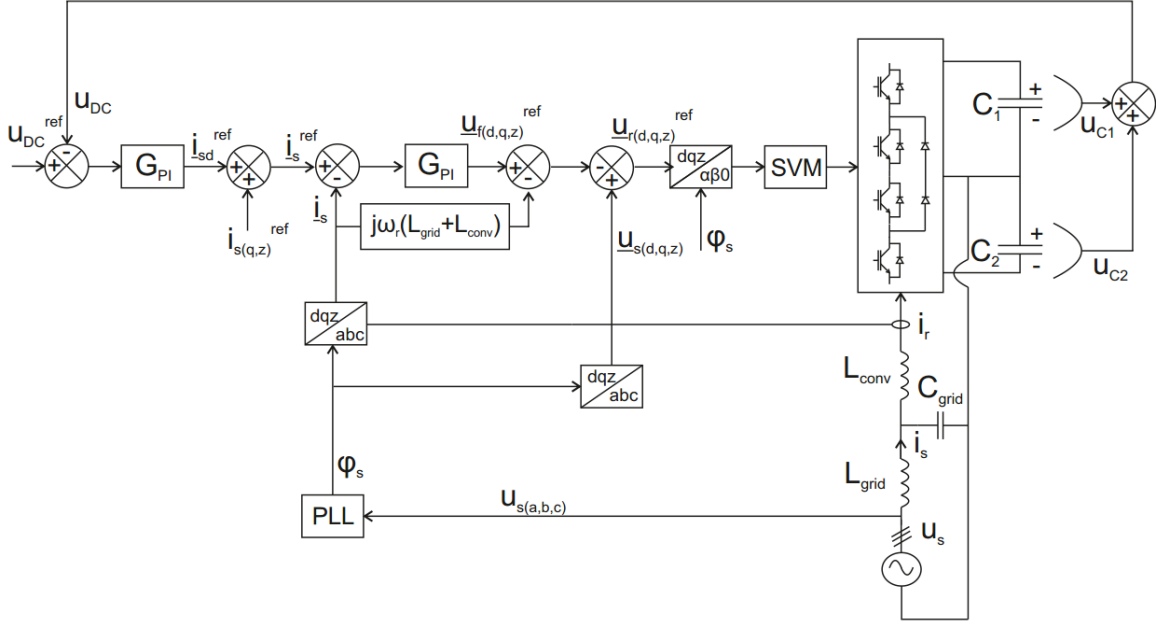 u_DC
u_DC^ref
+
-
G_PI
i_sd^ref
+
+
i_s(q,z)^ref
i_s^ref
+
-
i_s
G_PI
jω_r(L_grid+L_conv)
u_f(d,q,z)^ref
+
-
-
+
u_r(d,q,z)^ref
u_s(d,q,z)
dqz
αβ0
φ_s
SVM
C_1
+
-
u_C1
+
+
C_2
+
-
u_C2
dqz
abc
i_r
L_conv
C_grid
dqz
abc
i_s
φ_s
L_grid
PLL
u_s(a,b,c)
u_s